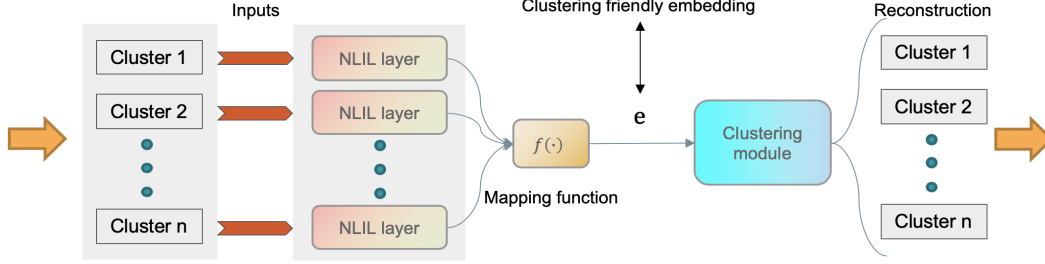 Inputs
Clustering friendly embedding
Reconstruction
Cluster 1
NLIL layer
Cluster 1
Cluster 2
NLIL layer
Cluster 2
e
f(·)
Clustering
module
Mapping function
Cluster n
NLIL layer
Cluster n